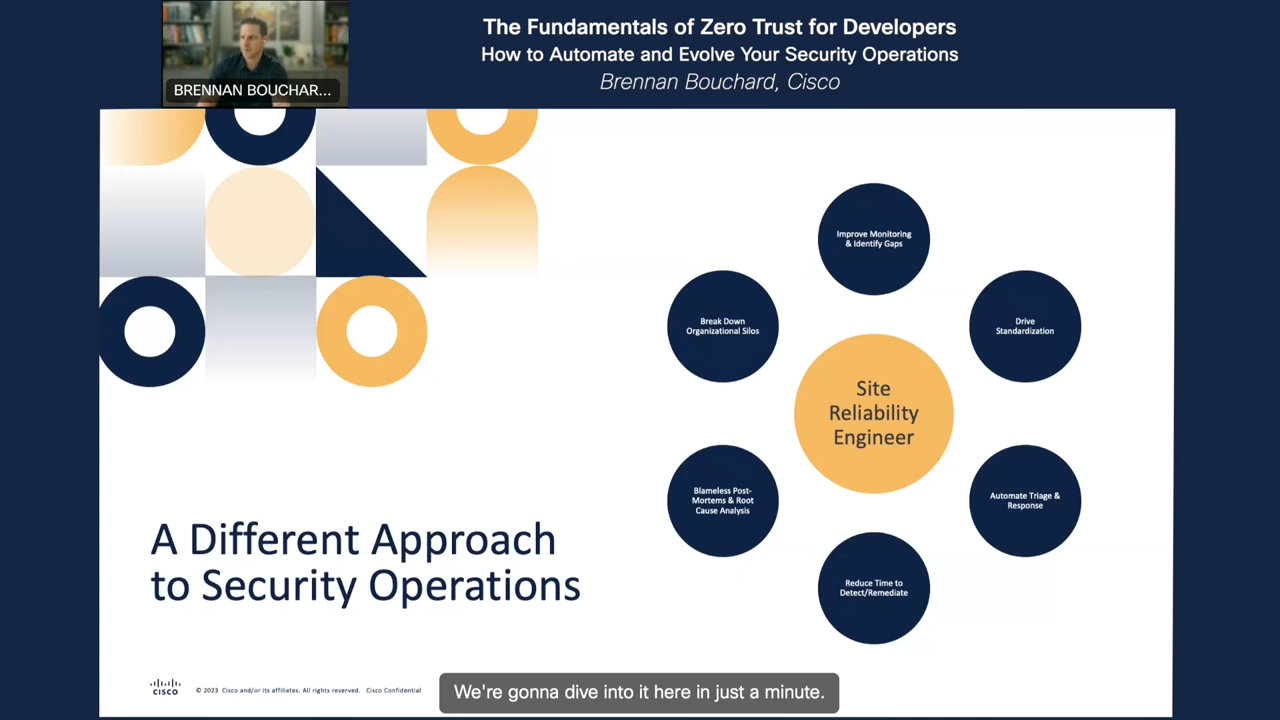 The Fundamentals of Zero Trust for Developers
How to Automate and Evolve Your Security Operations
Brennan Bouchard, Cisco
BRENNAN BOUCHAR...
Improve Monitoring
& Identify Gaps
Break Down
Organizational Silos
Drive
Standardization
Site
Reliability
Engineer
Blameless Post-
Mortems & Root
Cause Analysis
Automate Triage &
Response
Reduce Time to
Detect/Remediate
A Different Approach
to Security Operations
CISCO
© 2023 Cisco and/or its affiliates. All rights reserved. Cisco Confidential
We're gonna dive into it here in just a minute.